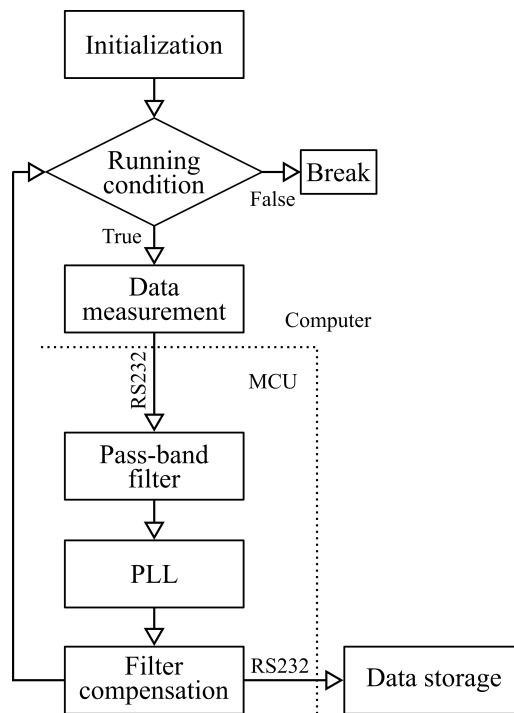 Initialization
Running
condition
Break
False
True
Data
measurement
Computer
RS232
MCU
Pass-band
filter
PLL
Filter
compensation
RS232
Data storage